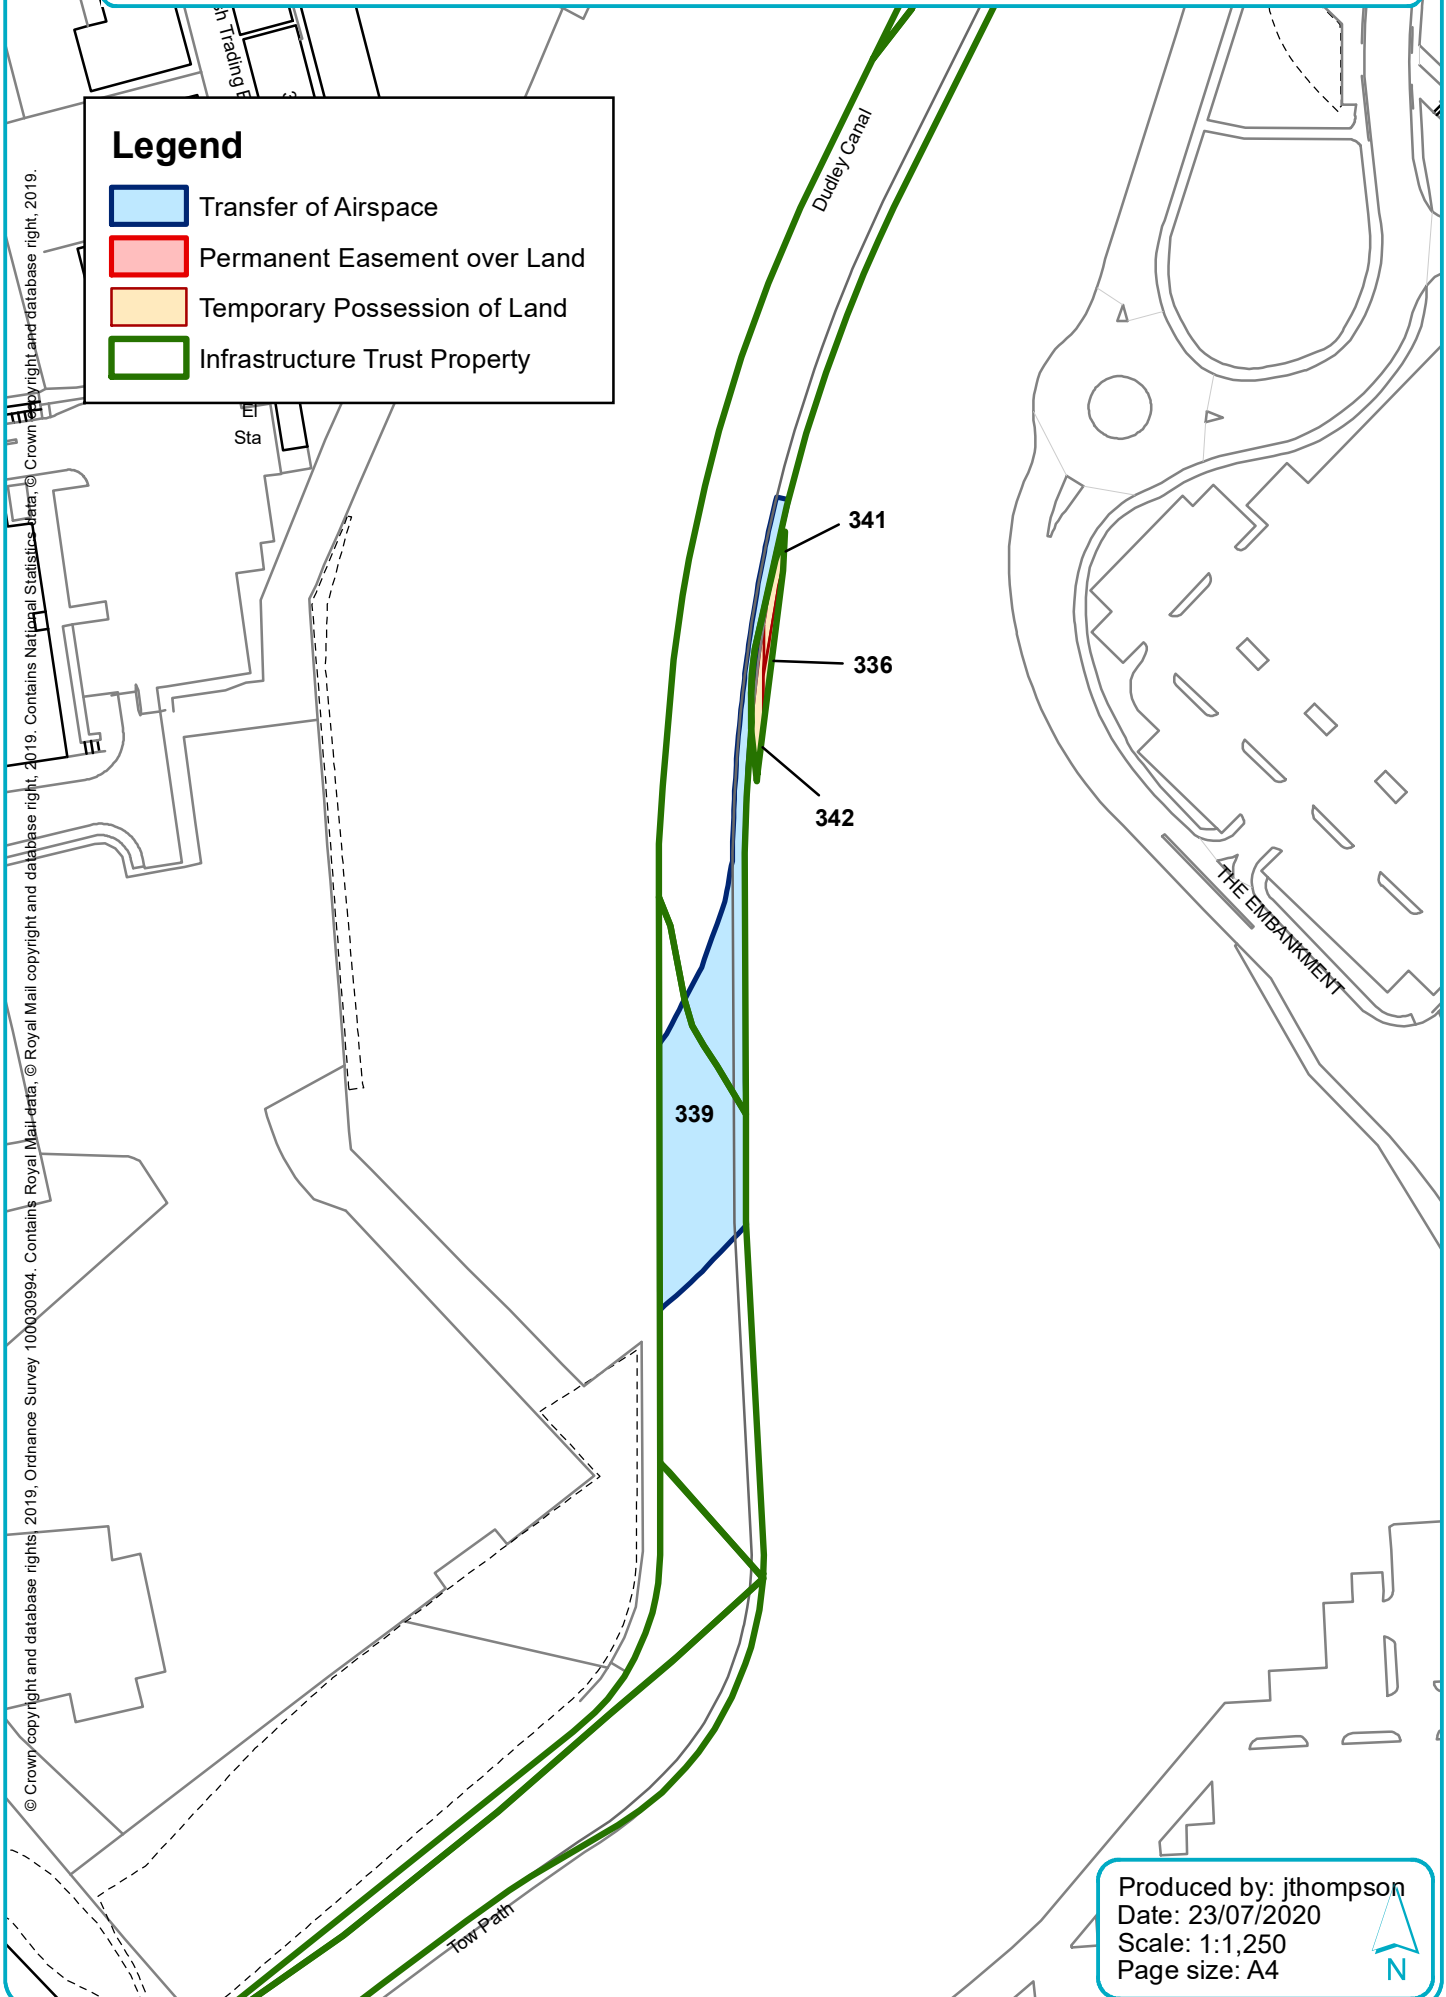 Trading
Legend
Transfer of Airspace
Permanent Easement over Land
Temporary Possession of Land
Infrastructure Trust Property
El
Sta
Dudley Canal
341
336
342
339
THE EMBANKMENT
Tow Path
© Crown copyright and database rights, 2019, Ordnance Survey 100030994. Contains Royal Mail data, © Royal Mail copyright and database right, 2019. Contains National Statistics data, © Crown copyright and database right, 2019.
Produced by: jthompson
Date: 23/07/2020
Scale: 1:1,250
Page size: A4
N